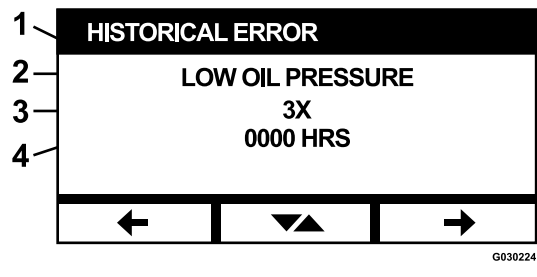 1 HISTORICAL ERROR
2 LOW OIL PRESSURE
3 3X
4 0000 HRS
G030224